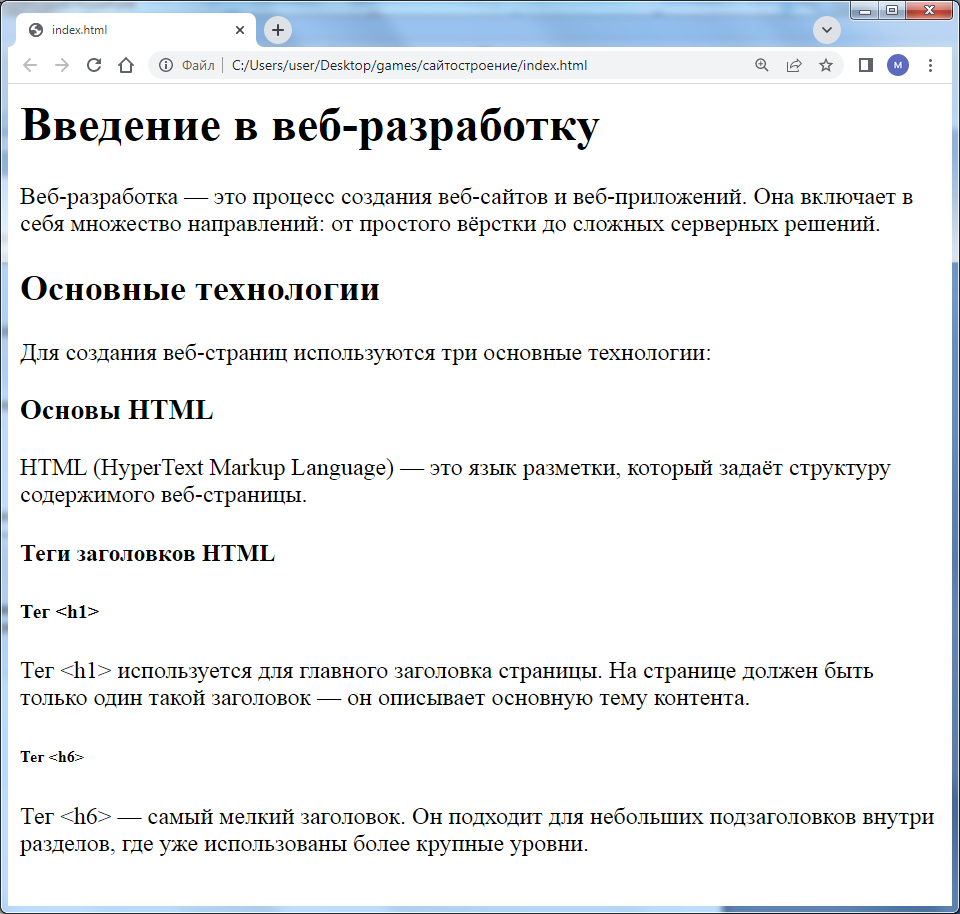 index.html
Файл
C:/Users/user/Desktop/games/сайтостроение/index.html
M
Введение в веб-разработку
Веб-разработка — это процесс создания веб-сайтов и веб-приложений. Она включает в
себя множество направлений: от простого вёрстки до сложных серверных решений.
Основные технологии
Для создания веб-страниц используются три основные технологии:
Основы HTML
HTML (HyperText Markup Language) — это язык разметки, который задаёт структуру
содержимого веб-страницы.
Теги заголовков HTML
Тег <h1>
Тег <h1> используется для главного заголовка страницы. На странице должен быть
только один такой заголовок — он описывает основную тему контента.
Тег <h6>
Тег <h6> — самый мелкий заголовок. Он подходит для небольших подзаголовков внутри
разделов, где уже использованы более крупные уровни.